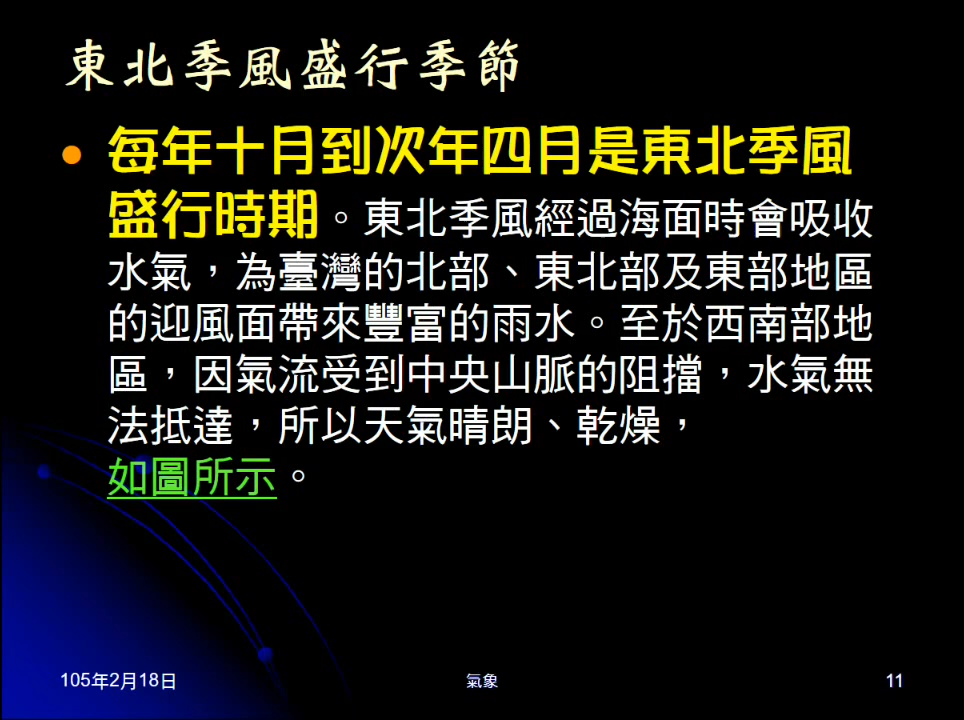 東北季風盛行季節
每年十月到次年四月是東北季風
盛行時期。東北季風經過海面時會吸收
水氣，為臺灣的北部、東北部及東部地區
的迎風面帶來豐富的雨水。至於西南部地
區，因氣流受到中央山脈的阻擋，水氣無
法抵達，所以天氣晴朗、乾燥，
如圖所示。
105年2月18日
氣象
11